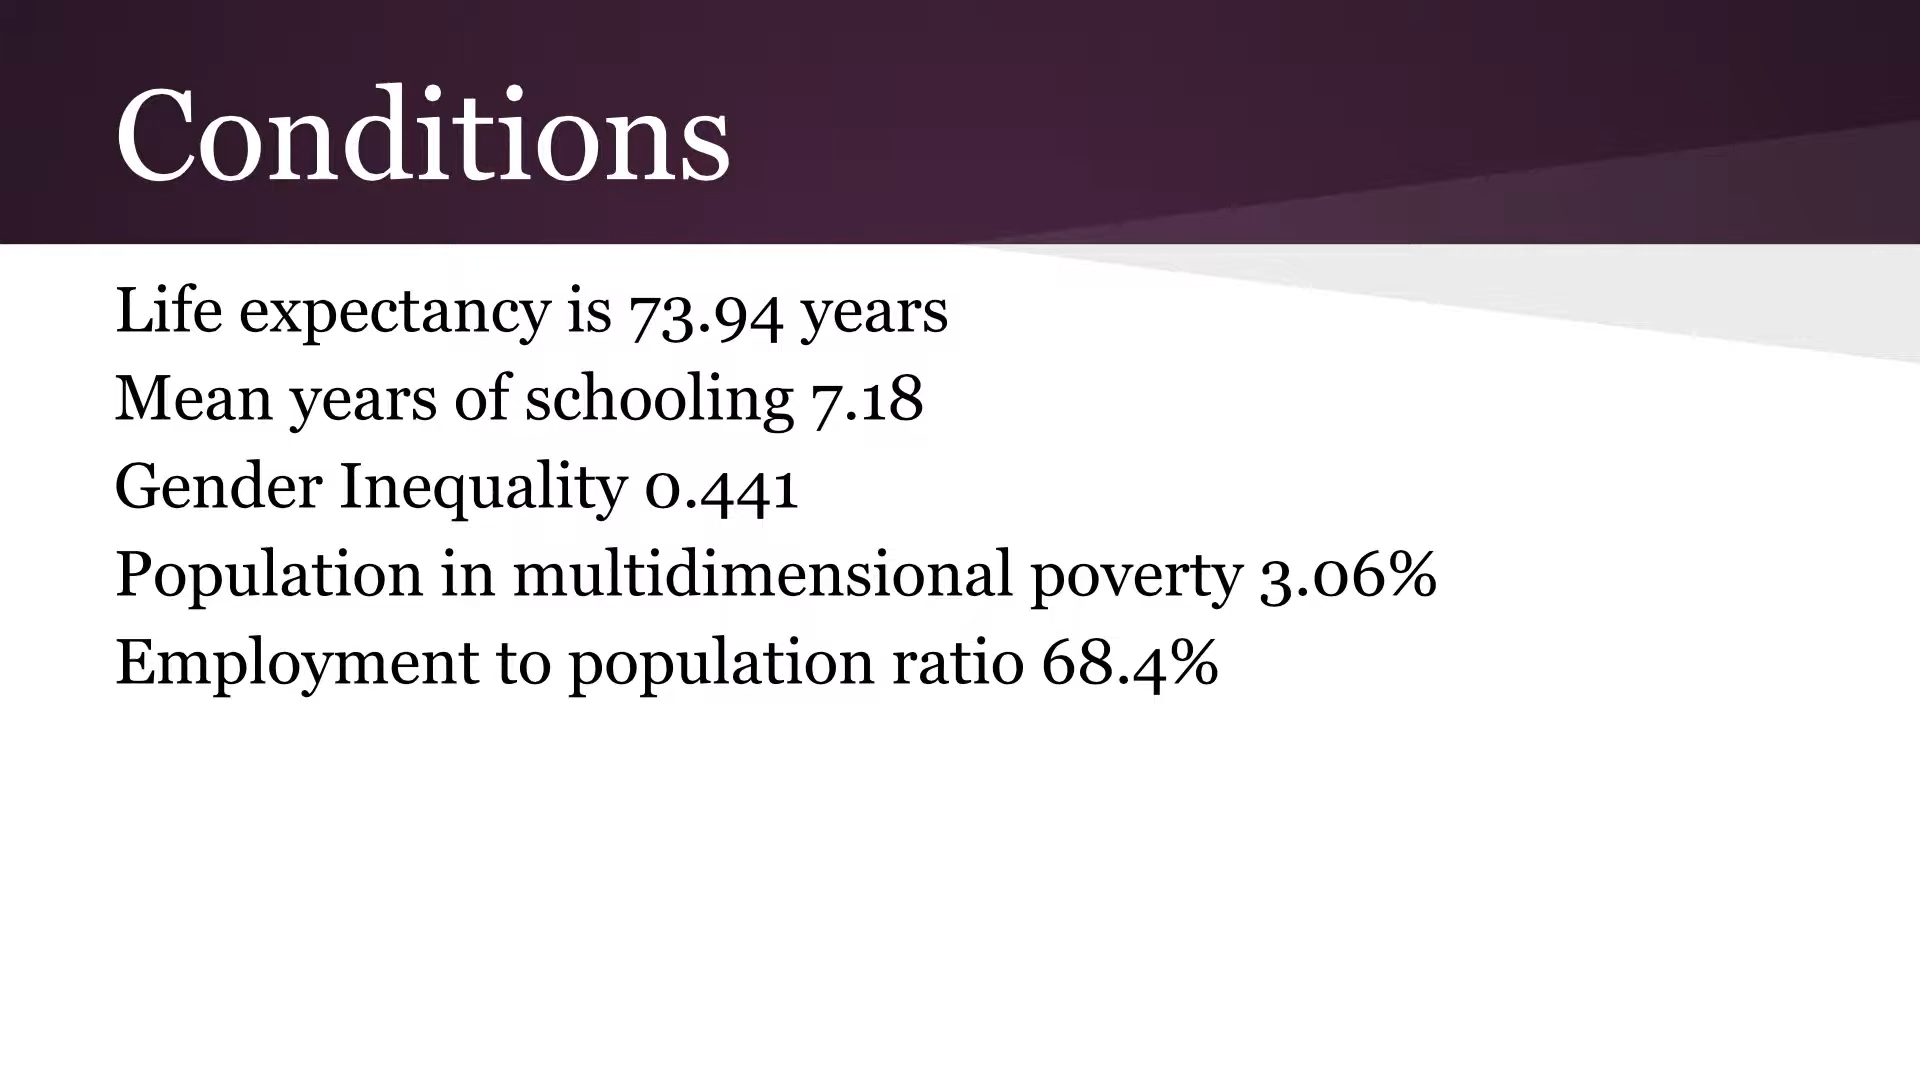 Conditions
Life expectancy is 73.94 years
Mean years of schooling 7.18
Gender Inequality 0.441
Population in multidimensional poverty 3.06%
Employment to population ratio 68.4%